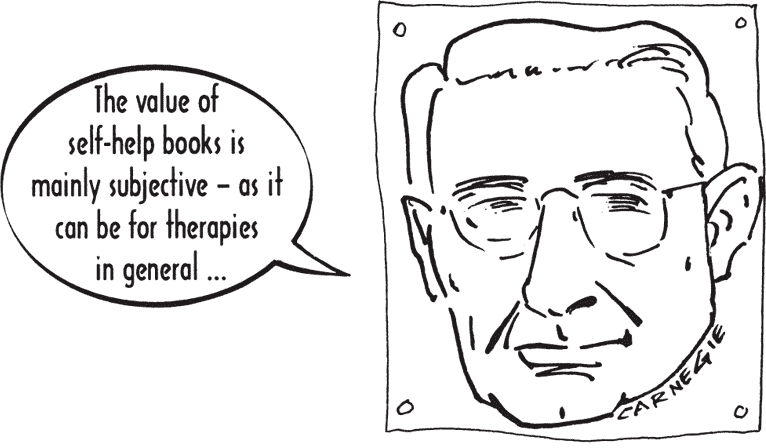 The value of
self-help books is
mainly subjective – as it
can be for therapies
in general ...
CARNEGIE